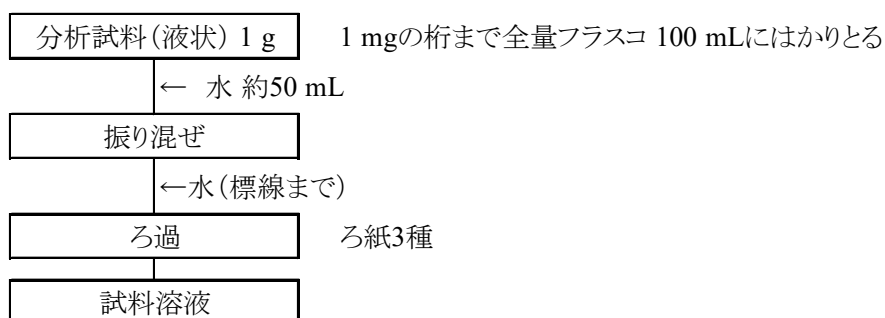 分析試料(液状) 1 g 1 mgの桁まで全量フラスコ 100 mLにはかりとる
← 水 約50 mL
振り混ぜ
←水(標線まで)
ろ過 ろ紙3種
試料溶液